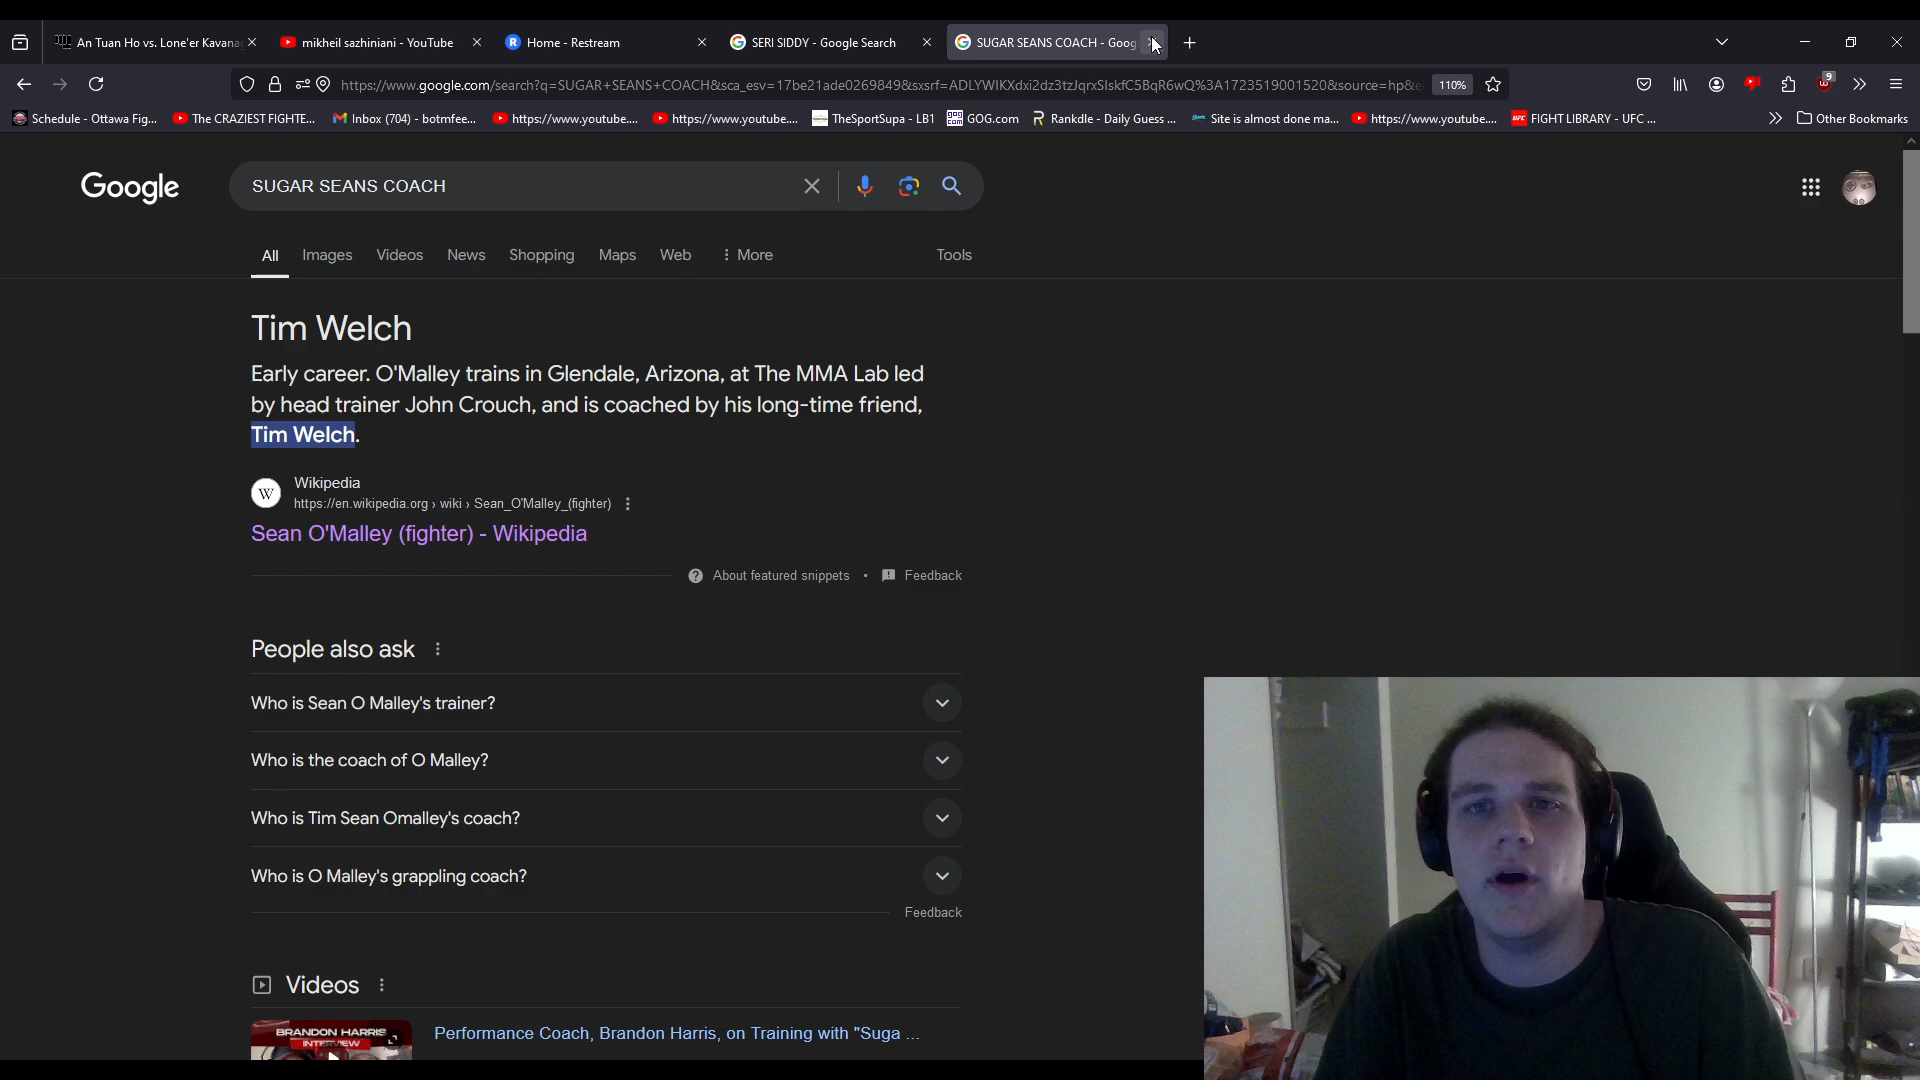 An Tuan Ho vs. Lone'er Kavana
mikheil sazhiniani - YouTube
Home - Restream
SERI SIDDY - Google Search
SUGAR SEANS COACH - Goog
https://www.google.com/search?q=SUGAR+SEANS+COACH&sca_esv=17be21ade0269849&sxsrf=ADLYWIKXdxi2dz3tzJqrxSIskfC5BqR6wQ%3A1723519001520&source=hp&e
110%
9
Schedule - Ottawa Fig...
The CRAZIEST FIGHTE...
Inbox (704) - botmfee...
https://www.youtube....
https://www.youtube....
TheSportSupa - LB1
GOG.com
Rankdle - Daily Guess ...
Site is almost done ma...
https://www.youtube....
FIGHT LIBRARY - UFC ...
Other Bookmarks
Google
SUGAR SEANS COACH
All
Images
Videos
News
Shopping
Maps
Web
More
Tools
Tim Welch
Early career. O'Malley trains in Glendale, Arizona, at The MMA Lab led
by head trainer John Crouch, and is coached by his long-time friend,
Tim Welch.
Wikipedia
https://en.wikipedia.org › wiki › Sean_O'Malley_(fighter)
Sean O'Malley (fighter) - Wikipedia
About featured snippets • Feedback
People also ask
Who is Sean O Malley's trainer?
Who is the coach of O Malley?
Who is Tim Sean Omalley's coach?
Who is O Malley's grappling coach?
Feedback
Videos
BRANDON HARRIS
INTERVIEW
Performance Coach, Brandon Harris, on Training with "Suga ...